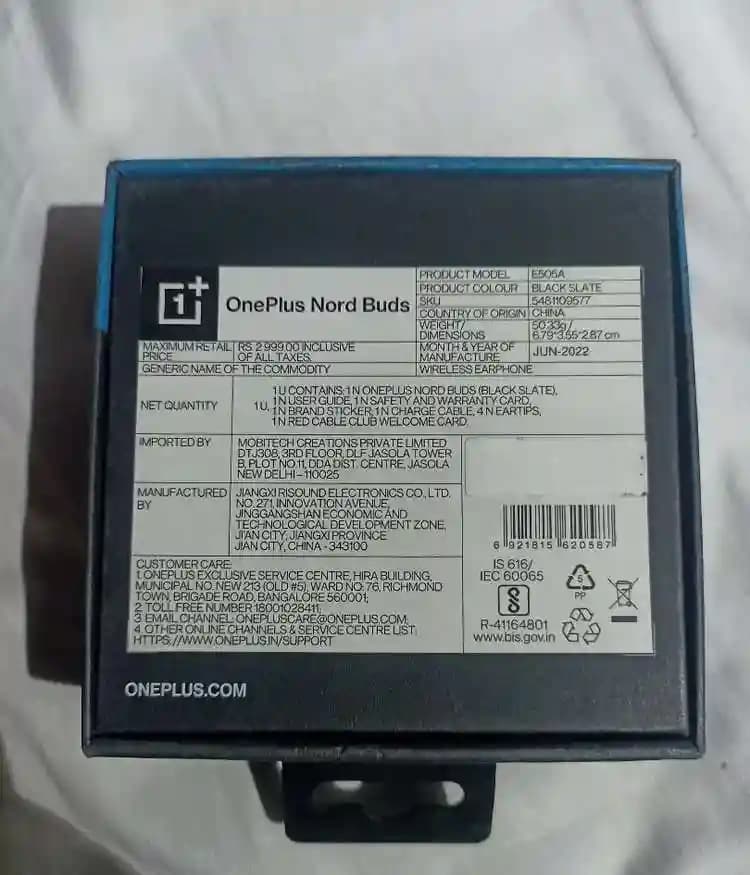 1+
OnePlus Nord Buds
PRODUCT MODEL E505A
PRODUCT COLOUR BLACK SLATE
SKU 5481109577
COUNTRY OF ORIGIN CHINA
WEIGHT/ 50.33g/
DIMENSIONS 6.79*3.55*2.87 cm
MAXIMUM RETAIL RS. 2 999.00 INCLUSIVE
PRICE OF ALL TAXES.
MONTH & YEAR OF
MANUFACTURE JUN-2022
GENERIC NAME OF THE COMMODITY WIRELESS EARPHONE
NET QUANTITY
1U,
1U CONTAINS: 1N ONEPLUS NORD BUDS (BLACK SLATE),
1N USER GUIDE, 1N SAFETY AND WARRANTY CARD,
1N BRAND STICKER, 1N CHARGE CABLE, 4 N EARTIPS,
1N RED CABLE CLUB WELCOME CARD.
IMPORTED BY MOBITECH CREATIONS PRIVATE LIMITED
DTJ308, 3RD FLOOR, DLF JASOLA TOWER
B, PLOT NO.11, DDA DIST. CENTRE, JASOLA
NEW DELHI-110025
MANUFACTURED JIANGXI RISOUND ELECTRONICS CO., LTD.
BY NO. 271, INNOVATION AVENUE,
JINGGANGSHAN ECONOMIC AND
TECHNOLOGICAL DEVELOPMENT ZONE,
JI'AN CITY, JIANGXI PROVINCE
JIAN CITY, CHINA - 343100
CUSTOMER CARE:
1. ONEPLUS EXCLUSIVE SERVICE CENTRE, HIRA BUILDING,
MUNICIPAL NO. NEW 213 (OLD #5), WARD NO. 76, RICHMOND
TOWN, BRIGADE ROAD, BANGALORE 560001;
2. TOLL FREE NUMBER 18001028411;
3. EMAIL CHANNEL: ONEPLUSCARE@ONEPLUS.COM;
4. OTHER ONLINE CHANNELS & SERVICE CENTRE LIST:
HTTPS://WWW.ONEPLUS.IN/SUPPORT
6 921815 620587
IS 616/
IEC 60065
R-41164801
www.bis.gov.in
5
PP
ONEPLUS.COM